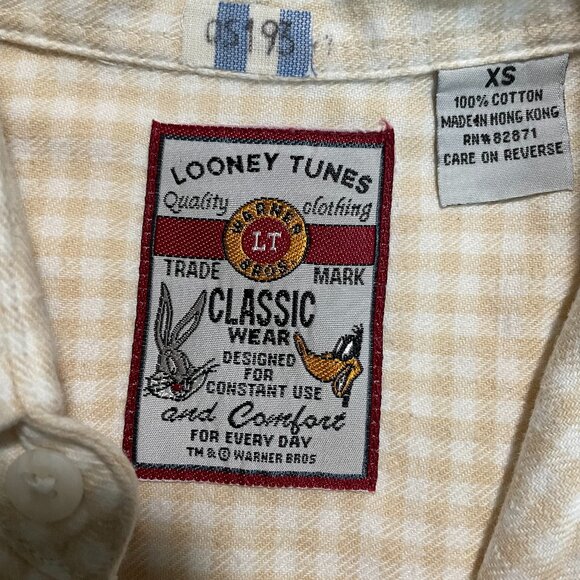 XS
100% COTTON
MADE IN HONG KONG
RN# 82871
CARE ON REVERSE
LOONEY TUNES
Quality clothing
WARNER
LT
BROS
TRADE MARK
CLASSIC
WEAR
DESIGNED
FOR
CONSTANT USE
and Comfort
FOR EVERY DAY
TM & © WARNER BROS